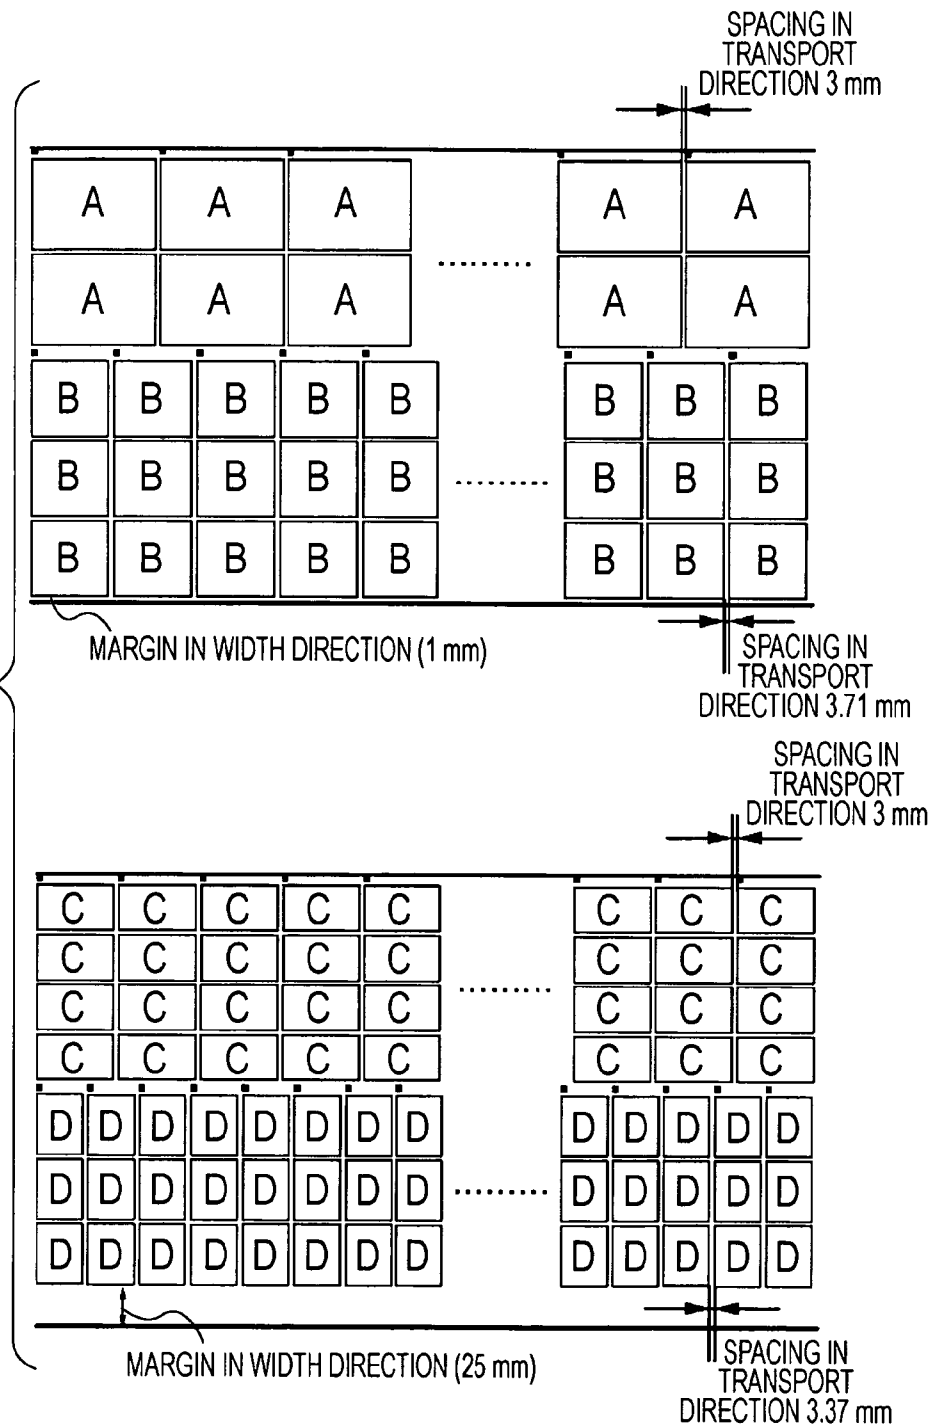 SPACING IN
TRANSPORT
DIRECTION 3 mm
A A A A A
A A A ......... A A
B B B B B B B B
B B B B B ......... B B B
B B B B B B B B
MARGIN IN WIDTH DIRECTION (1 mm)
SPACING IN
TRANSPORT
DIRECTION 3.71 mm
SPACING IN
TRANSPORT
DIRECTION 3 mm
C C C C C C C C
C C C C C C C C
C C C C C ......... C C C
C C C C C C C C
D D D D D D D D D D D D D
D D D D D D D D ......... D D D D D
D D D D D D D D D D D D D
MARGIN IN WIDTH DIRECTION (25 mm)
SPACING IN
TRANSPORT
DIRECTION 3.37 mm